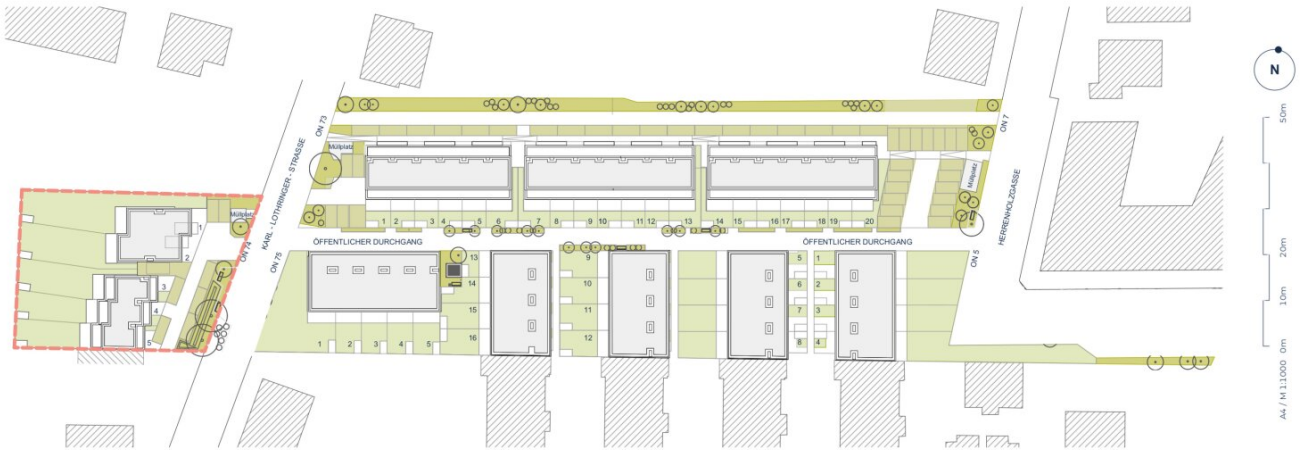 N
50m
20m
10m
0m
A4 / M 1:1000
ON 73
KARL - LOTHRINGER - STRASSE
ON 74
ON 75
Müllplatz
Müllplatz
Müllplatz
ON 7
HERRENHOLZGASSE
ON 5
1 2 3 4 5 6 7 8 9 10 11 12 13 14 15 16 17 18 19 20
ÖFFENTLICHER DURCHGANG
ÖFFENTLICHER DURCHGANG
1
2
3
4
5
13
14
15
16
9
10
11
12
5 1
6 2
7 3
8 4
1 2 3 4 5